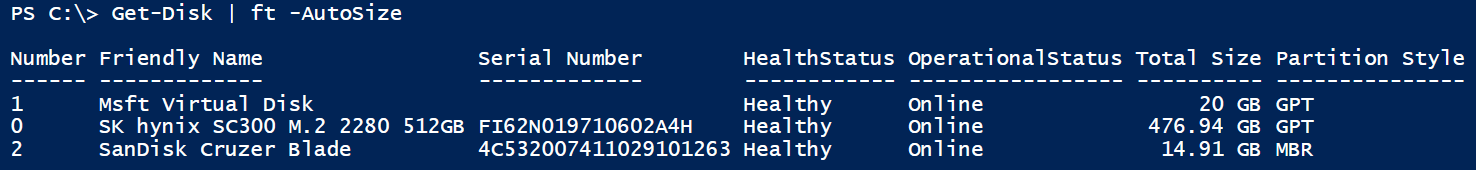 PS C:\> Get-Disk | ft -AutoSize
Number Friendly Name Serial Number HealthStatus OperationalStatus Total Size Partition Style
------ ------------- ------------- ------------ ----------------- ---------- ---------------
1 Msft Virtual Disk Healthy Online 20 GB GPT
0 SK hynix SC300 M.2 2280 512GB FI62N019710602A4H Healthy Online 476.94 GB GPT
2 SanDisk Cruzer Blade 4C532007411029101263 Healthy Online 14.91 GB MBR